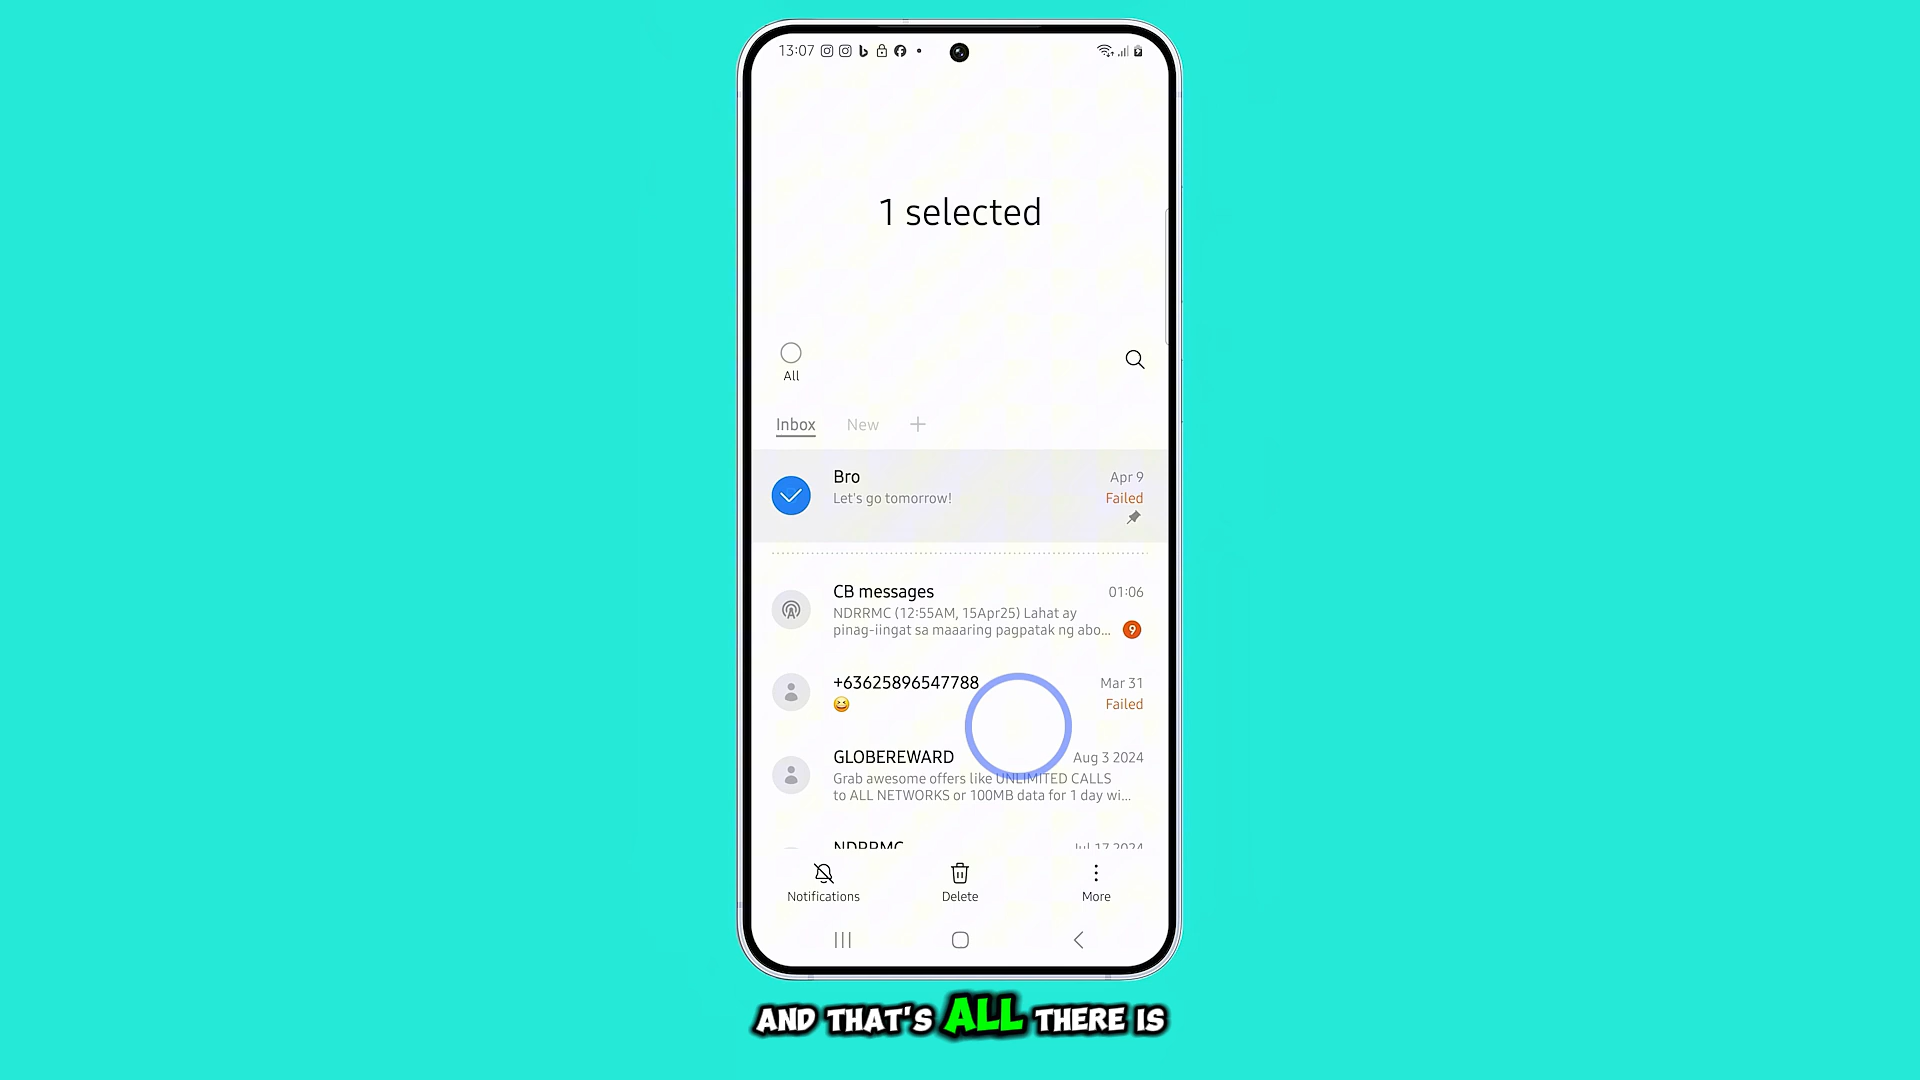 13:07
1 selected
All
Inbox New +
Bro Apr 9
Let's go tomorrow! Failed
CB messages 01:06
NDRRMC (12:55AM, 15Apr25) Lahat ay
pinag-iingat sa maaaring pagpatak ng abo... 9
+63625896547788 Mar 31
😆 Failed
GLOBEREWARD Aug 3 2024
Grab awesome offers like UNLIMITED CALLS
to ALL NETWORKS or 100MB data for 1 day wi...
NDRRMC Jul 17 2024
Notifications Delete More
AND THAT'S ALL THERE IS